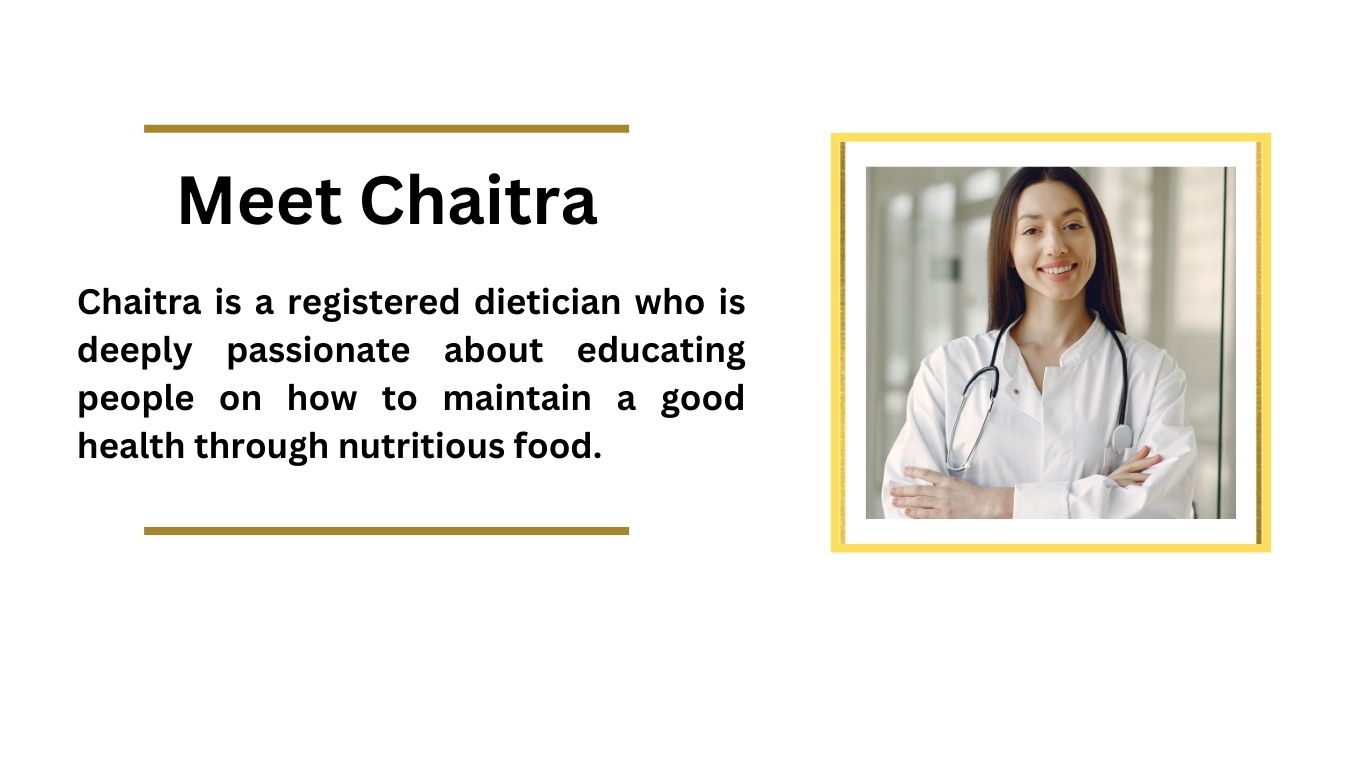 Meet Chaitra
Chaitra is a registered dietician who is
deeply passionate about educating
people on how to maintain a good
health through nutritious food.